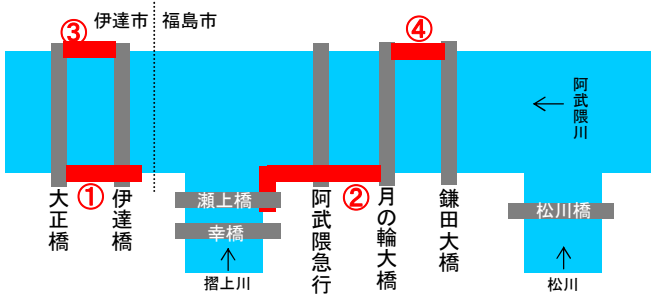 伊達市
福島市
③
④
阿武隈川
①
②
大正橋
伊達橋
瀬上橋
幸橋
摺上川
阿武隈急行
月の輪大橋
鎌田大橋
松川橋
松川